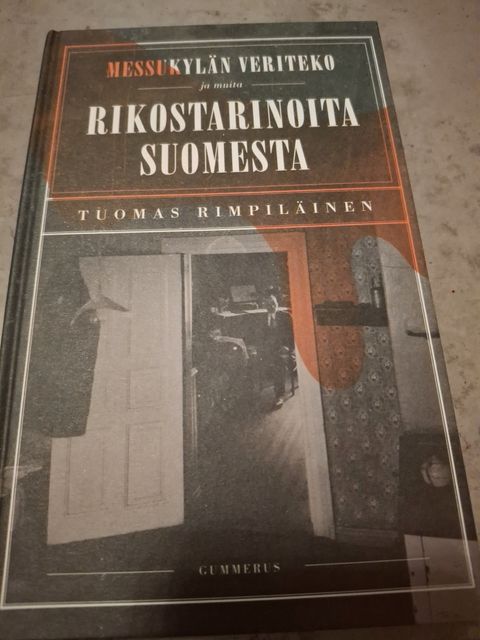 MESSUKYLÄN VERITEKO
ja muita
RIKOSTARINOITA
SUOMESTA
TUOMAS RIMPILÄINEN
GUMMERUS